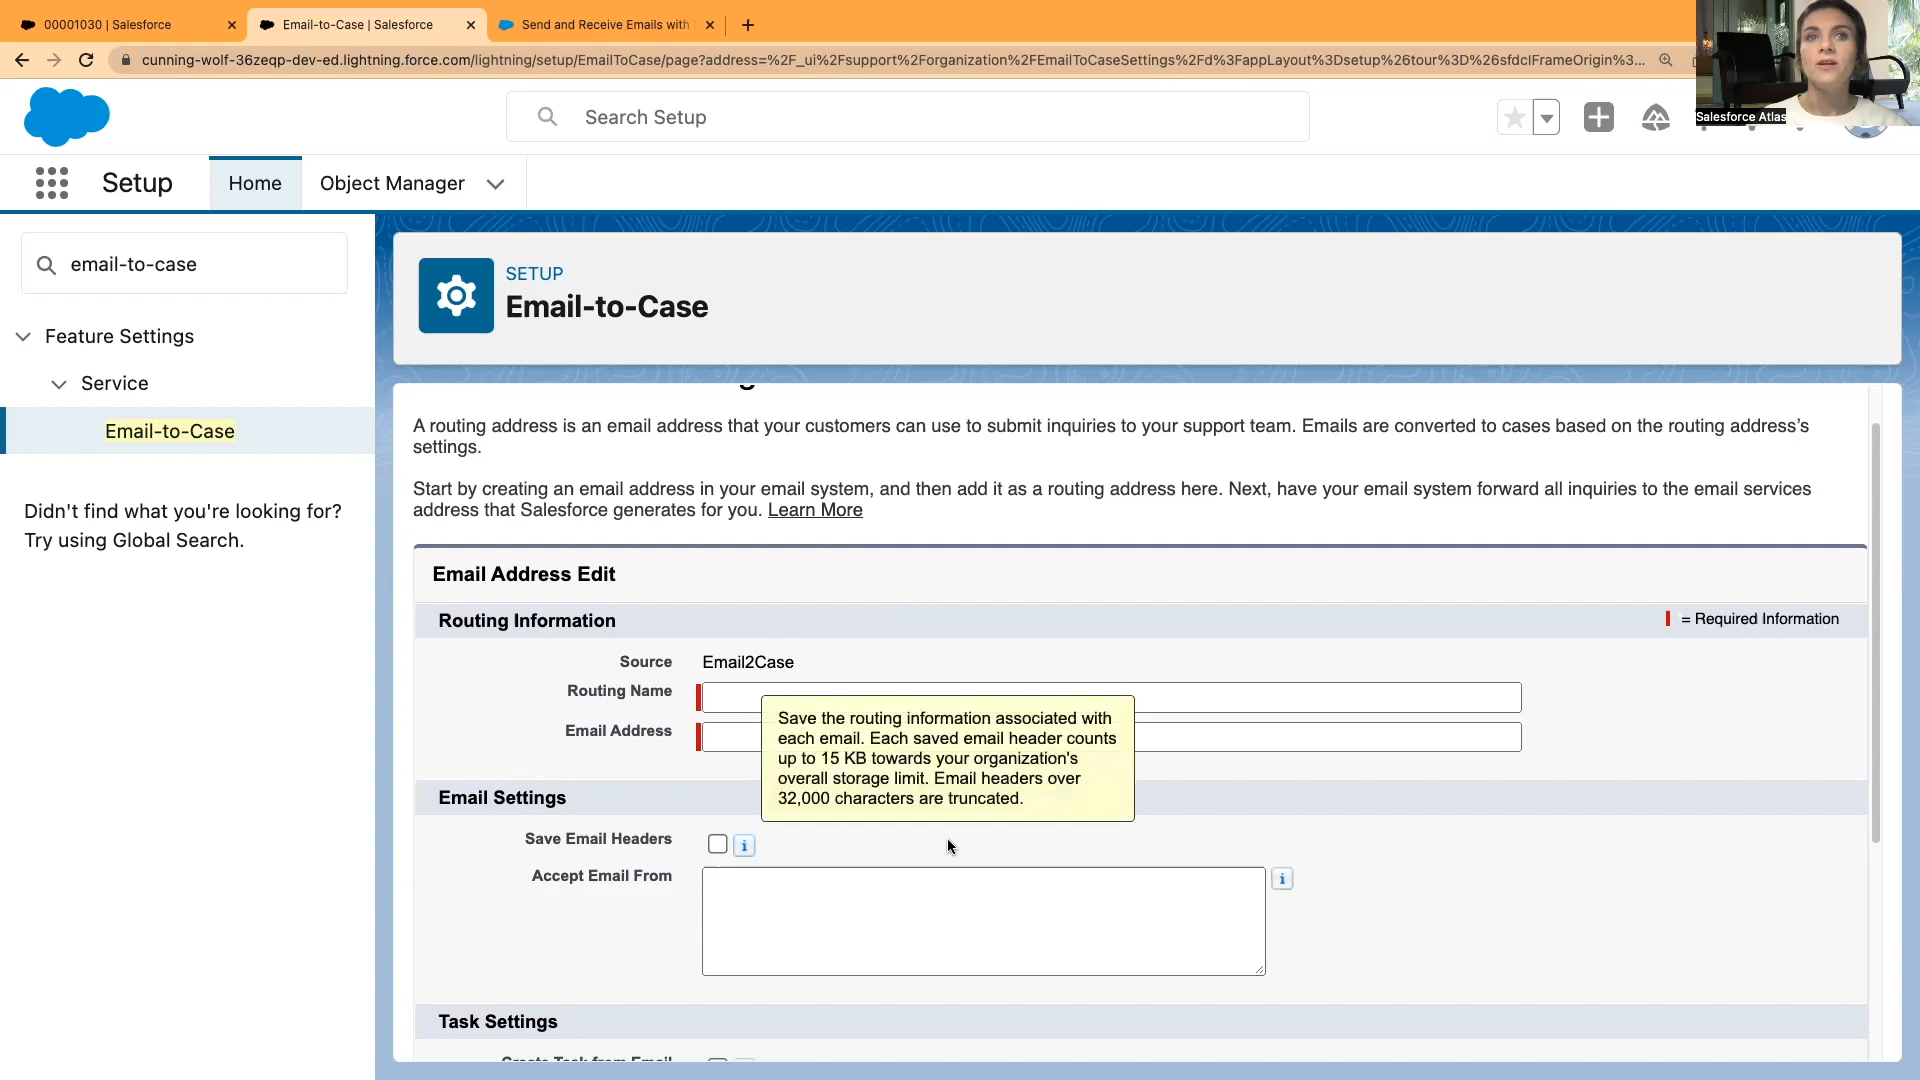 00001030 | Salesforce
Email-to-Case | Salesforce
Send and Receive Emails with
cunning-wolf-36zeqp-dev-ed.lightning.force.com/lightning/setup/EmailToCase/page?address=%2F_ui%2Fsupport%2Forganization%2FEmailToCaseSettings%2Fd%3FappLayout%3Dsetup%26tour%3D%26sfdcIFrameOrigin%3...
Salesforce Atlas
Search Setup
Setup
Home
Object Manager
email-to-case
Feature Settings
Service
Email-to-Case
Didn't find what you're looking for?
Try using Global Search.
SETUP
Email-to-Case
A routing address is an email address that your customers can use to submit inquiries to your support team. Emails are converted to cases based on the routing address's
settings.
Start by creating an email address in your email system, and then add it as a routing address here. Next, have your email system forward all inquiries to the email services
address that Salesforce generates for you. Learn More
Email Address Edit
Routing Information
= Required Information
Source
Email2Case
Routing Name
Email Address
Save the routing information associated with
each email. Each saved email header counts
up to 15 KB towards your organization's
overall storage limit. Email headers over
32,000 characters are truncated.
Email Settings
Save Email Headers
Accept Email From
Task Settings
Create Task from Email